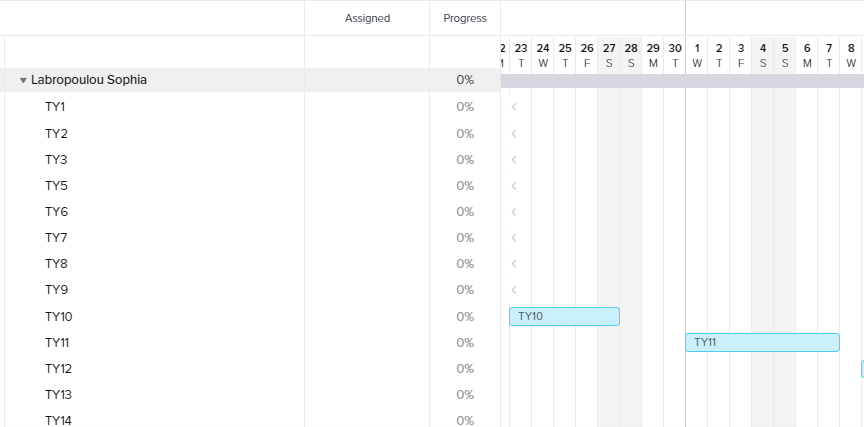 Assigned Progress
2 23 24 25 26 27 28 29 30 1 2 3 4 5 6 7 8
T W T F S S M T W T F S S M T W
Labropoulou Sophia 0%
TY1 0%
TY2 0%
TY3 0%
TY5 0%
TY6 0%
TY7 0%
TY8 0%
TY9 0%
TY10 0% TY10
TY11 0% TY11
TY12 0%
TY13 0%
TY14 0%